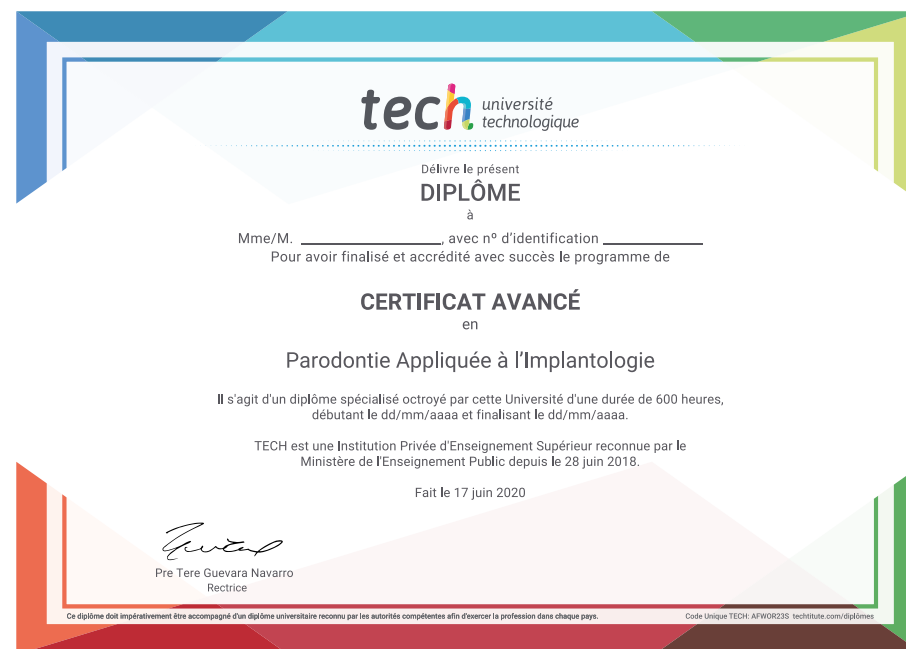 tech université
technologique
Délivre le présent
DIPLÔME
à
Mme/M. ____________________, avec nº d'identification ______________
Pour avoir finalisé et accrédité avec succès le programme de
CERTIFICAT AVANCÉ
en
Parodontie Appliquée à l'Implantologie
Il s'agit d'un diplôme spécialisé octroyé par cette Université d'une durée de 600 heures,
débutant le dd/mm/aaaa et finalisant le dd/mm/aaaa.
TECH est une Institution Privée d'Enseignement Supérieur reconnue par le
Ministère de l'Enseignement Public depuis le 28 juin 2018.
Fait le 17 juin 2020
Pre Tere Guevara Navarro
Rectrice
Ce diplôme doit impérativement être accompagné d'un diplôme universitaire reconnu par les autorités compétentes afin d'exercer la profession dans chaque pays.
Code Unique TECH: AFWOR23S techtitute.com/diplômes